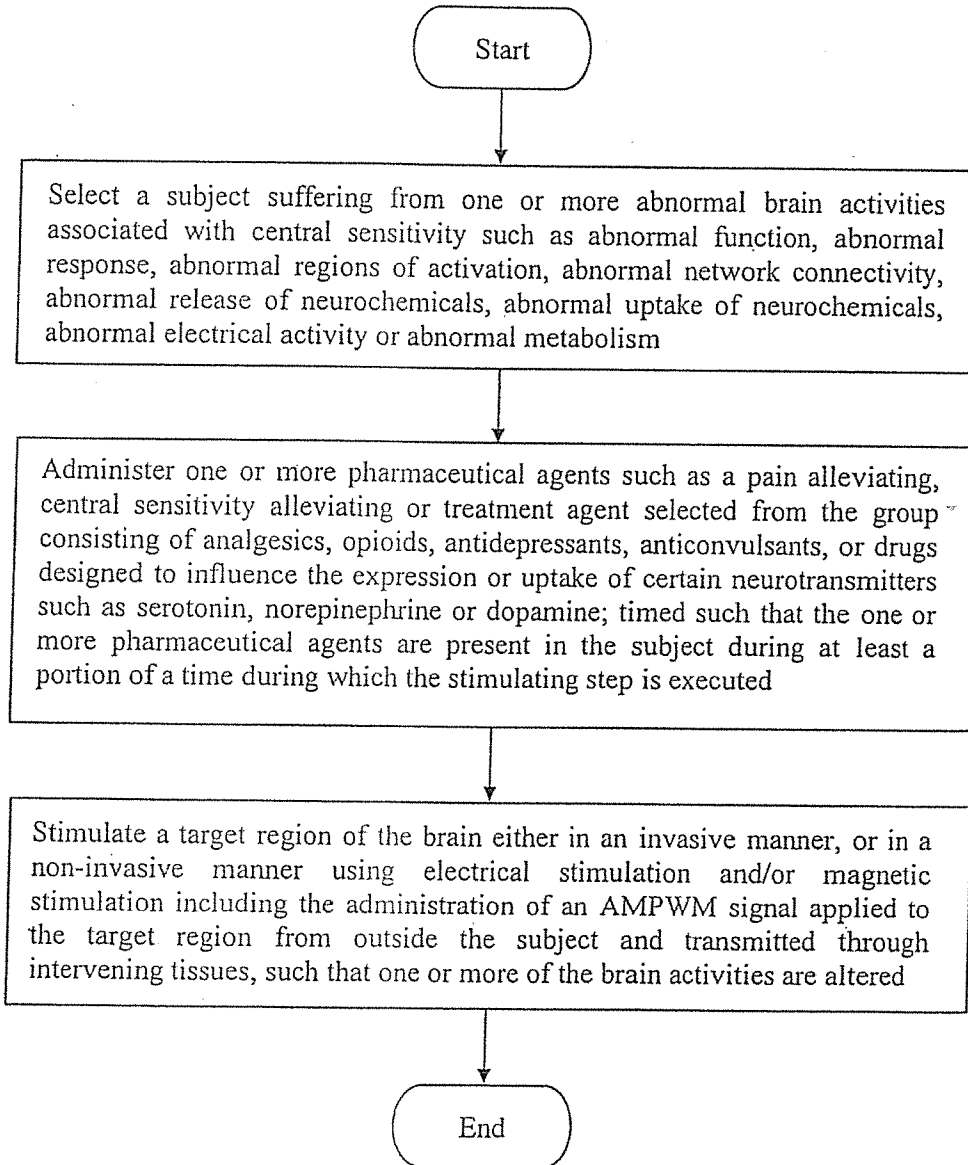 Start
Select a subject suffering from one or more abnormal brain activities
associated with central sensitivity such as abnormal function, abnormal
response, abnormal regions of activation, abnormal network connectivity,
abnormal release of neurochemicals, abnormal uptake of neurochemicals,
abnormal electrical activity or abnormal metabolism
Administer one or more pharmaceutical agents such as a pain alleviating,
central sensitivity alleviating or treatment agent selected from the group
consisting of analgesics, opioids, antidepressants, anticonvulsants, or drugs
designed to influence the expression or uptake of certain neurotransmitters
such as serotonin, norepinephrine or dopamine; timed such that the one or
more pharmaceutical agents are present in the subject during at least a
portion of a time during which the stimulating step is executed
Stimulate a target region of the brain either in an invasive manner, or in a
non-invasive manner using electrical stimulation and/or magnetic
stimulation including the administration of an AMPWM signal applied to
the target region from outside the subject and transmitted through
intervening tissues, such that one or more of the brain activities are altered
End